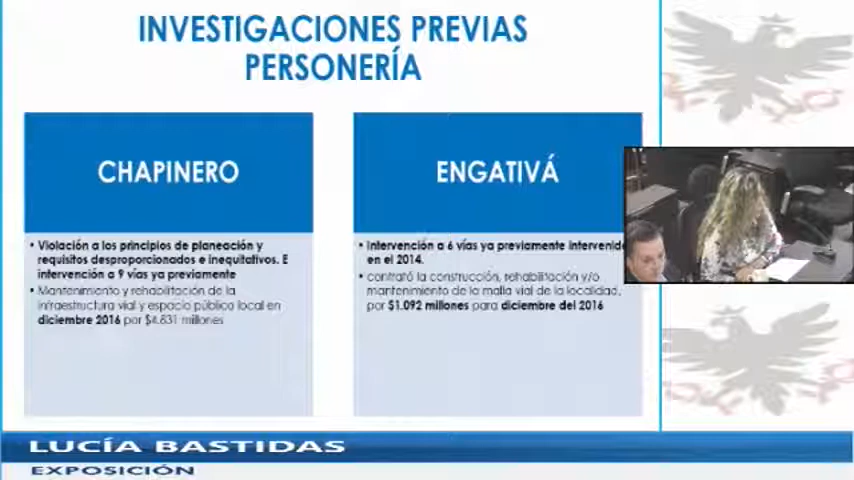 INVESTIGACIONES PREVIAS
PERSONERÍA
CHAPINERO
• Violación a los principios de planeación y
requisitos desproporcionados e inequitativos. E
intervención a 9 vías ya previamente
• Mantenimiento y rehabilitación de la
infraestructura vial y espacio público local en
diciembre 2016 por $4.831 millones
ENGATIVÁ
• Intervención a 6 vías ya previamente
en el 2014.
• contrató la construcción, rehabilitación y/o
mantenimiento de la malla vial de la localidad,
por $1.092 millones para diciembre del 2016
LUCÍA BASTIDAS
EXPOSICIÓN